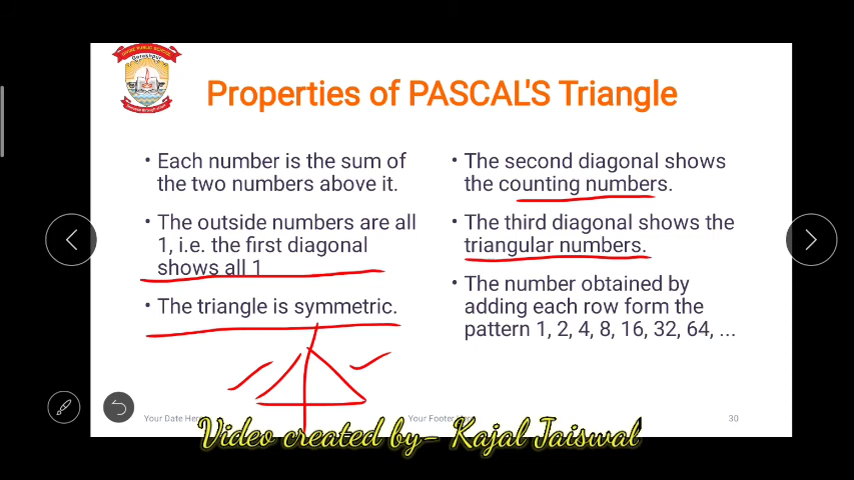 Properties of PASCAL'S Triangle
• Each number is the sum of
the two numbers above it.
• The outside numbers are all
1, i.e. the first diagonal
shows all 1
• The triangle is symmetric.
• The second diagonal shows
the counting numbers.
• The third diagonal shows the
triangular numbers.
• The number obtained by
adding each row form the
pattern 1, 2, 4, 8, 16, 32, 64, ...
Your Date Here
Your Footer Here
30
Video created by- Kajal Jaiswal